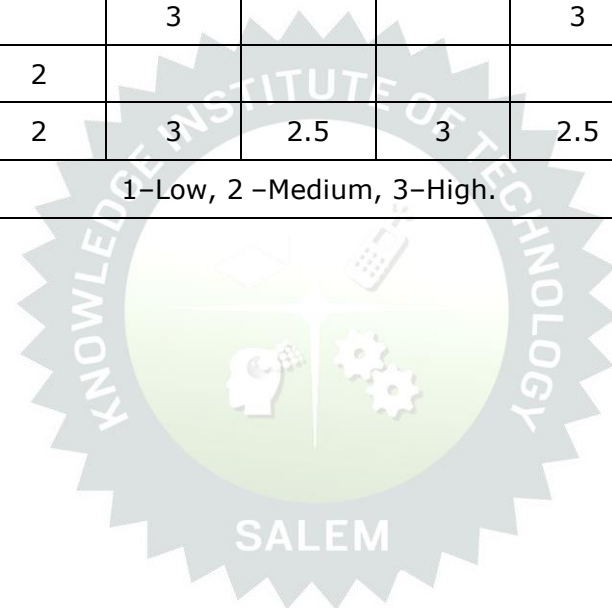 3 3
2
2 3 2.5 3 2.5
1–Low, 2 –Medium, 3–High.
KNOWLEDGE INSTITUTE OF TECHNOLOGY
SALEM